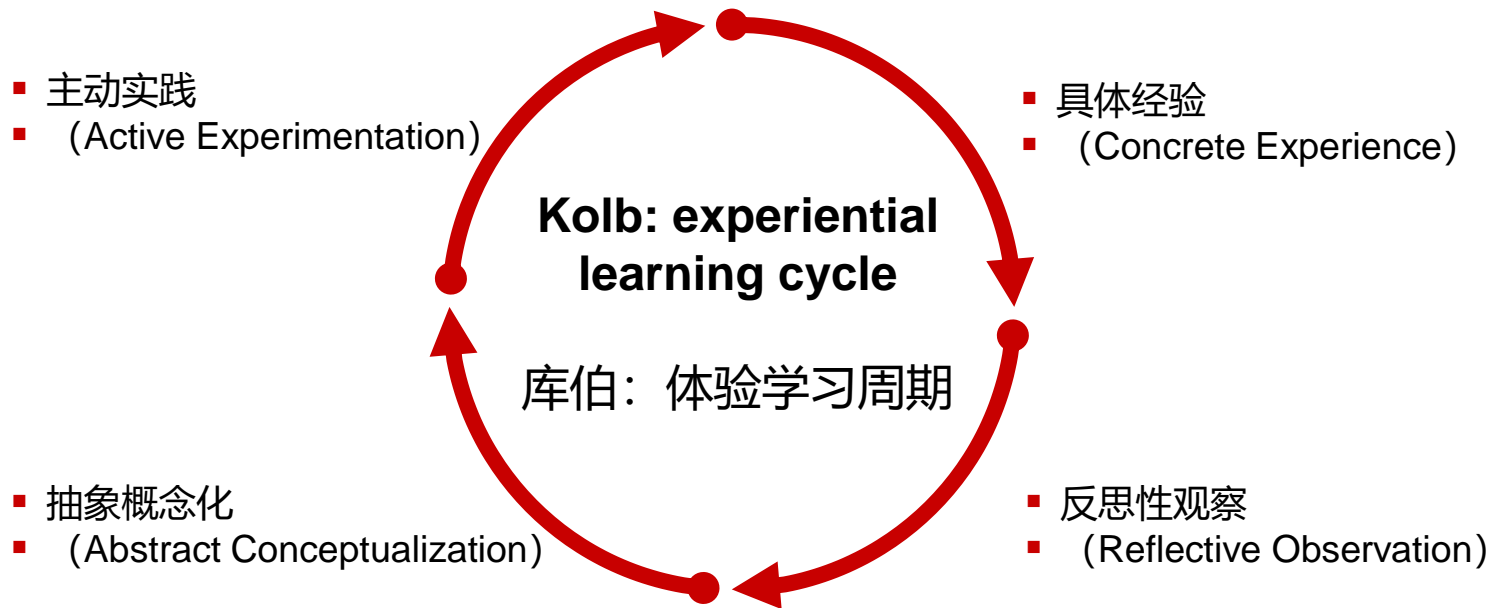 主动实践
（Active Experimentation）
具体经验
（Concrete Experience）
Kolb: experiential
learning cycle
库伯：体验学习周期
抽象概念化
（Abstract Conceptualization）
反思性观察
（Reflective Observation）